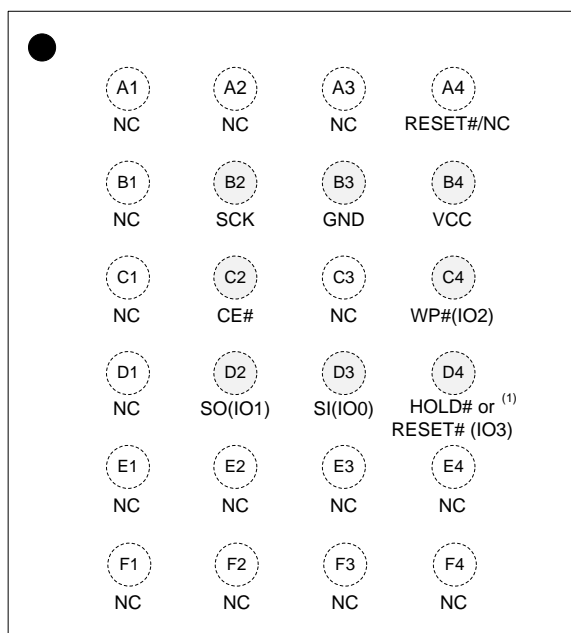 A1 A2 A3 A4
NC NC NC RESET#/NC
B1 B2 B3 B4
NC SCK GND VCC
C1 C2 C3 C4
NC CE# NC WP#(IO2)
D1 D2 D3 D4
NC SO(IO1) SI(IO0) HOLD# or (1)
RESET# (IO3)
E1 E2 E3 E4
NC NC NC NC
F1 F2 F3 F4
NC NC NC NC